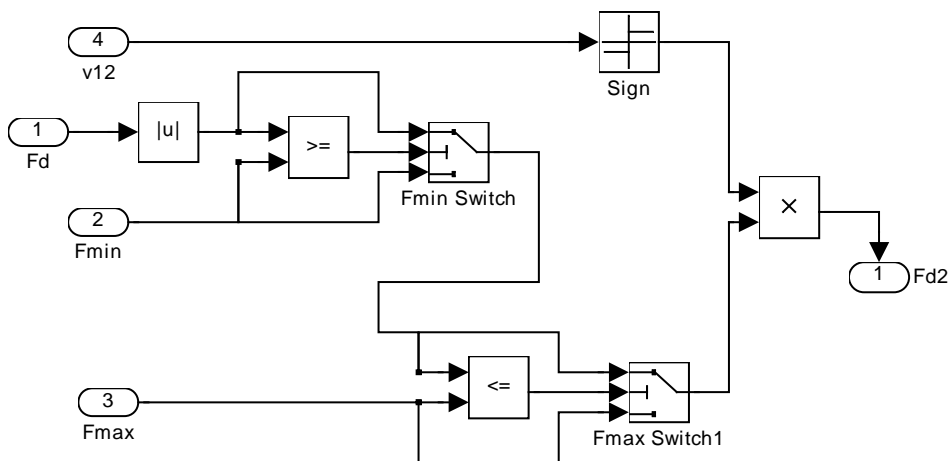 4
v12
Sign
1
Fd
|u|
>=
Fmin Switch
2
Fmin
×
1
Fd2
3
Fmax
<=
Fmax Switch1